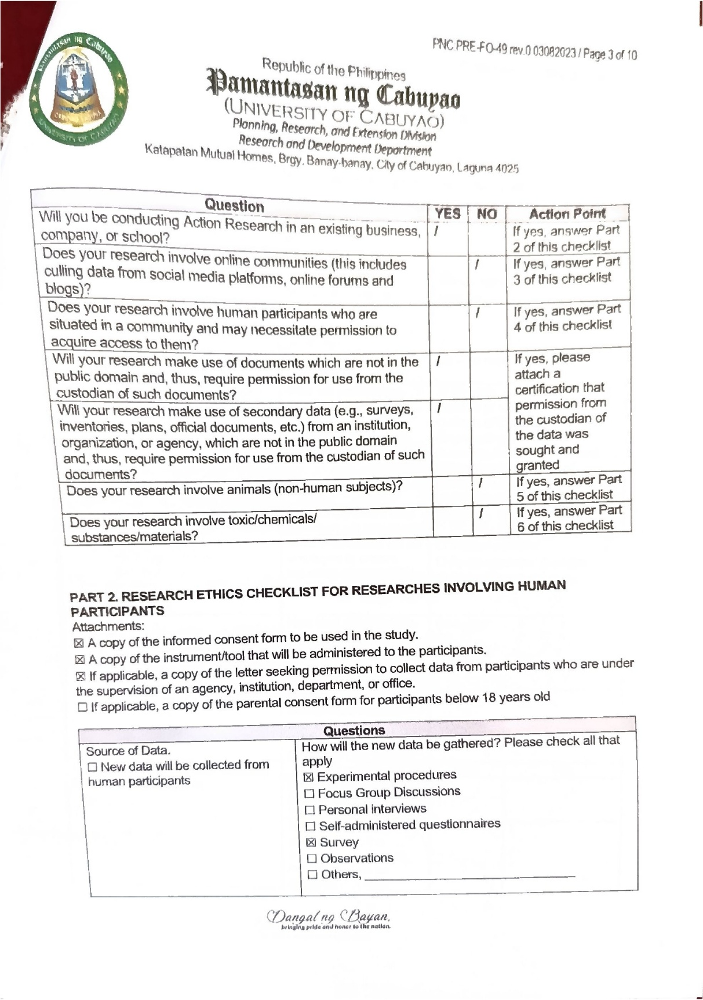 PNC:PRE-FO-49 rev.0 03082023 / Page 3 of 10
Pamantasan ng Cabuyao
UNIVERSITY OF CABUYAO
Republic of the Philippines
Pamantasan ng Cabuyao
(UNIVERSITY OF CABUYAO)
Planning, Research, and Extension Division
Research and Development Department
Katapatan Mutual Homes, Brgy. Banay-banay, City of Cabuyao, Laguna 4025
Question YES NO Action Point
Will you be conducting Action Research in an existing business, / If yes, answer Part
company, or school? 2 of this checklist
Does your research involve online communities (this includes / If yes, answer Part
culling data from social media platforms, online forums and 3 of this checklist
blogs)?
Does your research involve human participants who are / If yes, answer Part
situated in a community and may necessitate permission to 4 of this checklist
acquire access to them?
Will your research make use of documents which are not in the / If yes, please
public domain and, thus, require permission for use from the attach a
custodian of such documents? certification that
Will your research make use of secondary data (e.g., surveys, / permission from
inventories, plans, official documents, etc.) from an institution, the custodian of
organization, or agency, which are not in the public domain the data was
and, thus, require permission for use from the custodian of such sought and
documents? granted
Does your research involve animals (non-human subjects)? / If yes, answer Part
5 of this checklist
Does your research involve toxic/chemicals/ / If yes, answer Part
substances/materials? 6 of this checklist
PART 2. RESEARCH ETHICS CHECKLIST FOR RESEARCHES INVOLVING HUMAN
PARTICIPANTS
Attachments:
☒ A copy of the informed consent form to be used in the study.
☒ A copy of the instrument/tool that will be administered to the participants.
☒ If applicable, a copy of the letter seeking permission to collect data from participants who are under
the supervision of an agency, institution, department, or office.
☐ If applicable, a copy of the parental consent form for participants below 18 years old
Questions
Source of Data.
☐ New data will be collected from
human participants
How will the new data be gathered? Please check all that
apply
☒ Experimental procedures
☐ Focus Group Discussions
☐ Personal interviews
☐ Self-administered questionnaires
☒ Survey
☐ Observations
☐ Others, ____________________
Dangal ng Bayan,
bringing pride and honor to the nation.